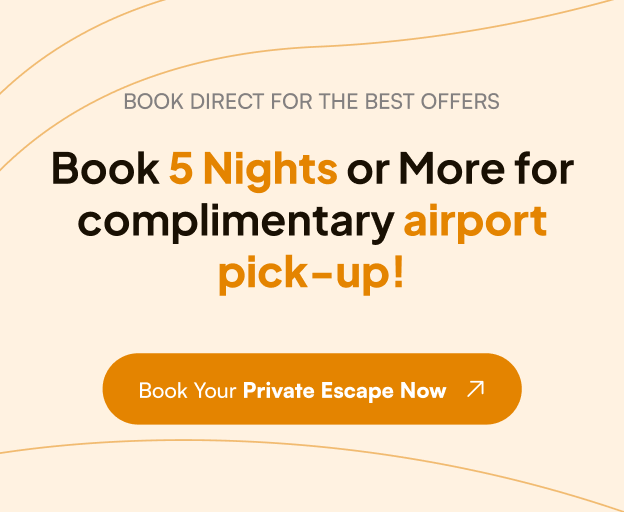 BOOK DIRECT FOR THE BEST OFFERS
Book 5 Nights or More for
complimentary airport
pick-up!
Book Your Private Escape Now